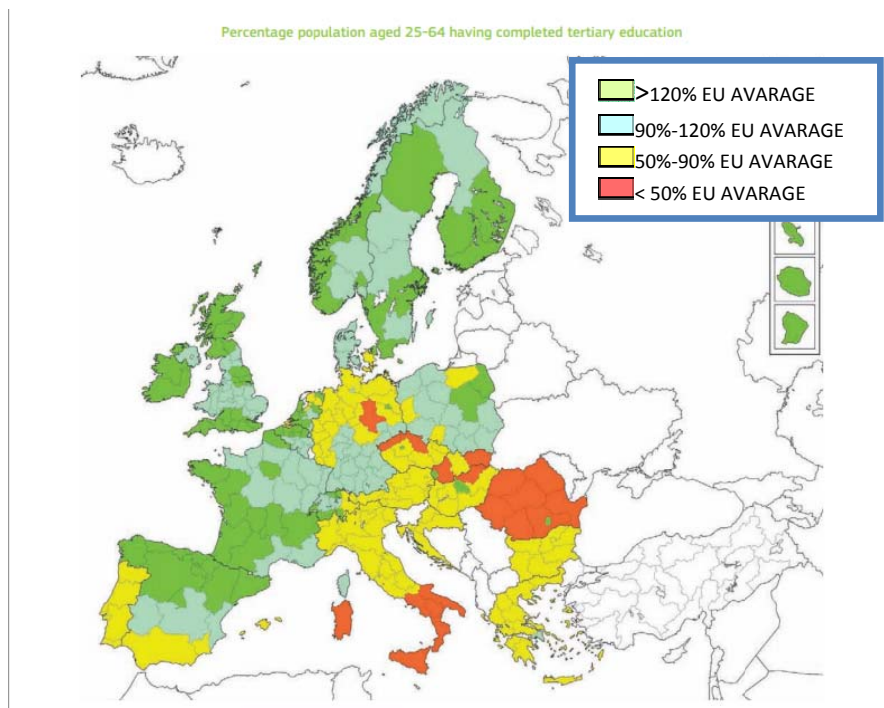 Percentage population aged 25-64 having completed tertiary education
>120% EU AVARAGE
90%-120% EU AVARAGE
50%-90% EU AVARAGE
< 50% EU AVARAGE